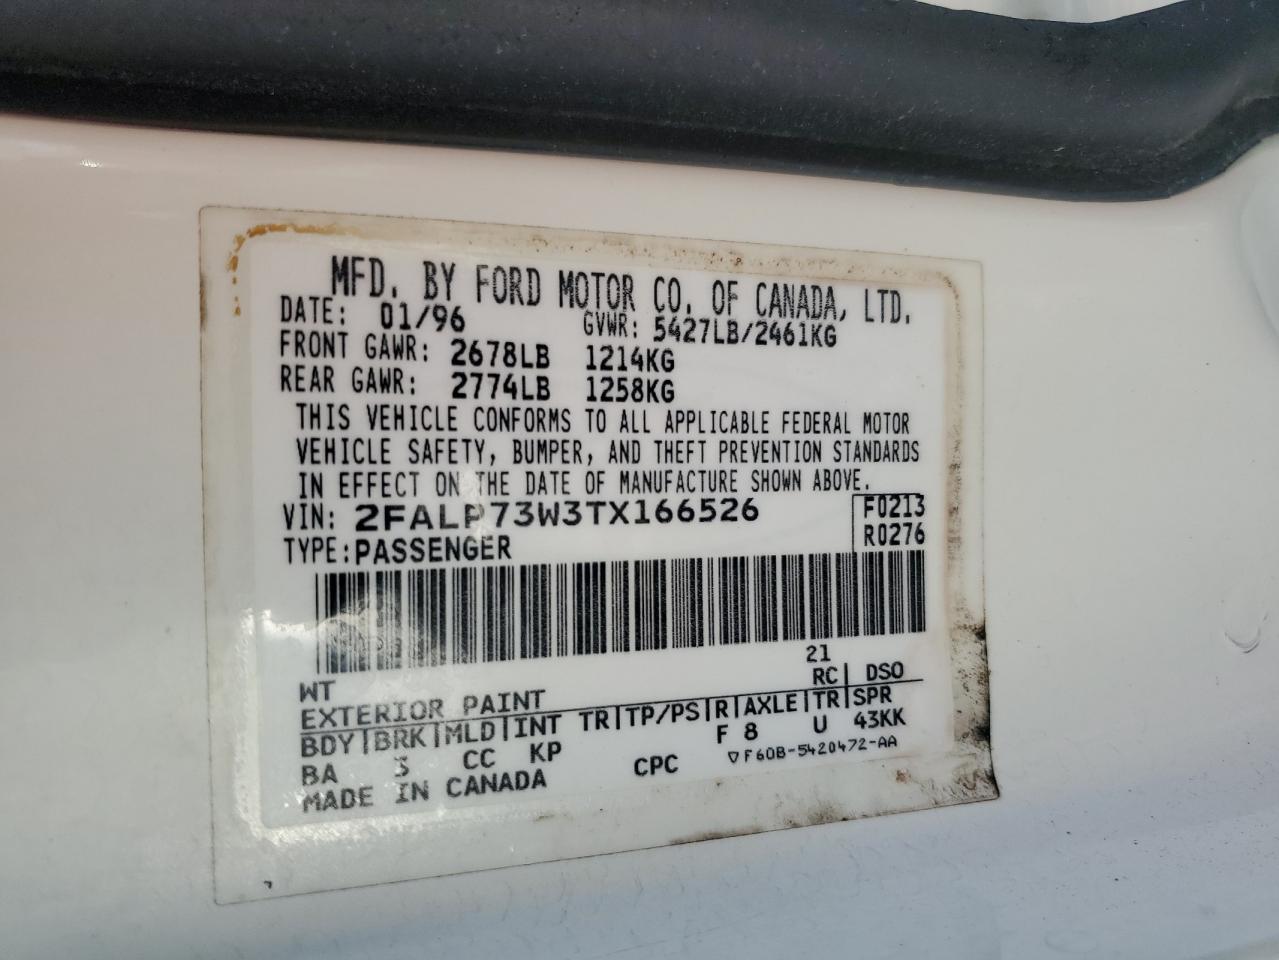 MFD. BY FORD MOTOR CO. OF CANADA, LTD.
DATE: 01/96 GVWR: 5427LB/2461KG
FRONT GAWR: 2678LB 1214KG
REAR GAWR: 2774LB 1258KG
THIS VEHICLE CONFORMS TO ALL APPLICABLE FEDERAL MOTOR
VEHICLE SAFETY, BUMPER, AND THEFT PREVENTION STANDARDS
IN EFFECT ON THE DATE OF MANUFACTURE SHOWN ABOVE.
VIN: 2FALP73W3TX166526 F0213
TYPE: PASSENGER R0276
21
WT RC| DSO
EXTERIOR PAINT
BDY|BRK|MLD|INT TR|TP/PS|R|AXLE|TR|SPR
BA 3 CC KP F 8 U 43KK
MADE IN CANADA CPC ▽F60B-5420472-AA